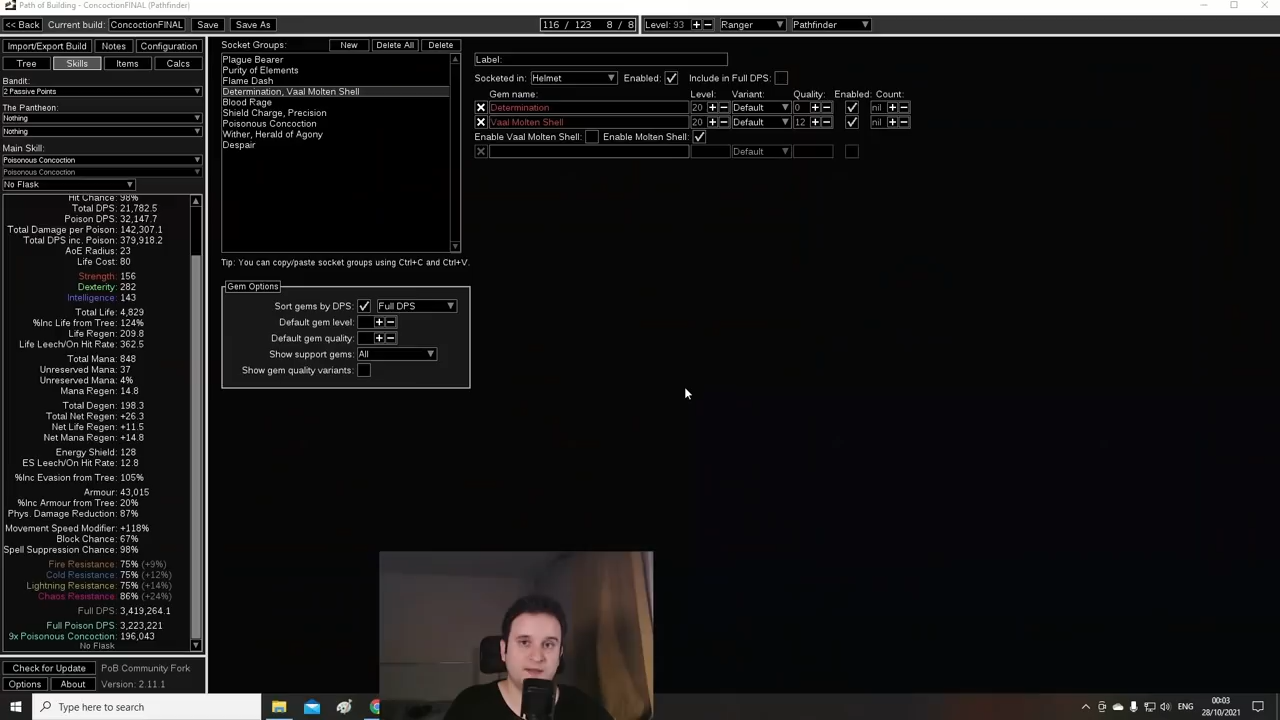 Path of Building - ConcoctionFINAL (Pathfinder)
<< Back Current build: ConcoctionFINAL Save Save As 116 / 123 8 / 8 Level: 93 + − Ranger Pathfinder
Import/Export Build Notes Configuration
Tree Skills Items Calcs
Bandit:
2 Passive Points
The Pantheon:
Nothing
Nothing
Main Skill:
Poisonous Concoction
Poisonous Concoction
No Flask
Hit Chance: 98%
Total DPS: 21,782.5
Poison DPS: 32,147.7
Total Damage per Poison: 142,307.1
Total DPS inc. Poison: 379,918.2
AoE Radius: 23
Life Cost: 80
Strength: 156
Dexterity: 282
Intelligence: 143
Total Life: 4,829
%Inc Life from Tree: 124%
Life Regen: 209.8
Life Leech/On Hit Rate: 362.5
Total Mana: 848
Unreserved Mana: 37
Unreserved Mana: 4%
Mana Regen: 14.8
Total Degen: 198.3
Total Net Regen: +26.3
Net Life Regen: +11.5
Net Mana Regen: +14.8
Energy Shield: 128
ES Leech/On Hit Rate: 12.8
%Inc Evasion from Tree: 105%
Armour: 43,015
%Inc Armour from Tree: 20%
Phys. Damage Reduction: 87%
Movement Speed Modifier: +118%
Block Chance: 67%
Spell Suppression Chance: 98%
Fire Resistance: 75% (+9%)
Cold Resistance: 75% (+12%)
Lightning Resistance: 75% (+14%)
Chaos Resistance: 86% (+24%)
Full DPS: 3,419,264.1
Full Poison DPS: 3,223,221
9x Poisonous Concoction: 196,043
No Flask
Check for Update PoB Community Fork
Options About Version: 2.11.1
Socket Groups: New Delete All Delete
Plague Bearer
Purity of Elements
Flame Dash
Determination, Vaal Molten Shell
Blood Rage
Shield Charge, Precision
Poisonous Concoction
Wither, Herald of Agony
Despair
Tip: You can copy/paste socket groups using Ctrl+C and Ctrl+V.
Gem Options
Sort gems by DPS: Full DPS
Default gem level: + −
Default gem quality: + −
Show support gems: All
Show gem quality variants:
Label:
Socketed in: Helmet Enabled: Include in Full DPS:
Gem name: Level: Variant: Quality: Enabled: Count:
Determination 20 + − Default 0 + − nil + −
Vaal Molten Shell 20 + − Default 12 + − nil + −
Enable Vaal Molten Shell: Enable Molten Shell:
Default
Type here to search
ENG
00:03
28/10/2021